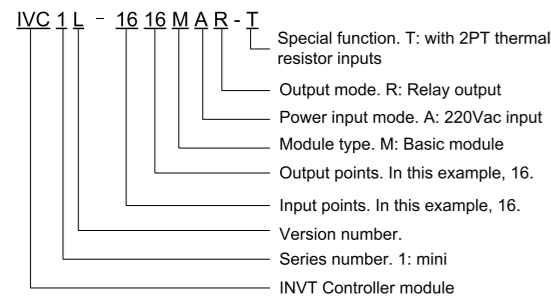 IVC 1 L - 16 16 M A R - T
Special function. T: with 2PT thermal
resistor inputs
Output mode. R: Relay output
Power input mode. A: 220Vac input
Module type. M: Basic module
Output points. In this example, 16.
Input points. In this example, 16.
Version number.
Series number. 1: mini
INVT Controller module